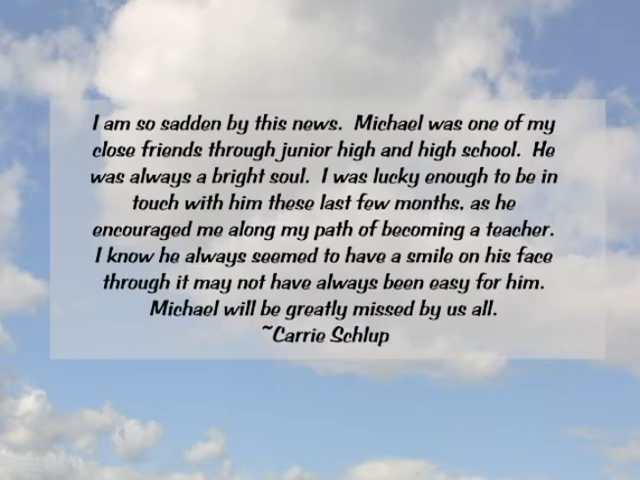 I am so sadden by this news. Michael was one of my
close friends through junior high and high school. He
was always a bright soul. I was lucky enough to be in
touch with him these last few months, as he
encouraged me along my path of becoming a teacher.
I know he always seemed to have a smile on his face
through it may not have always been easy for him.
Michael will be greatly missed by us all.
~Carrie Schlup